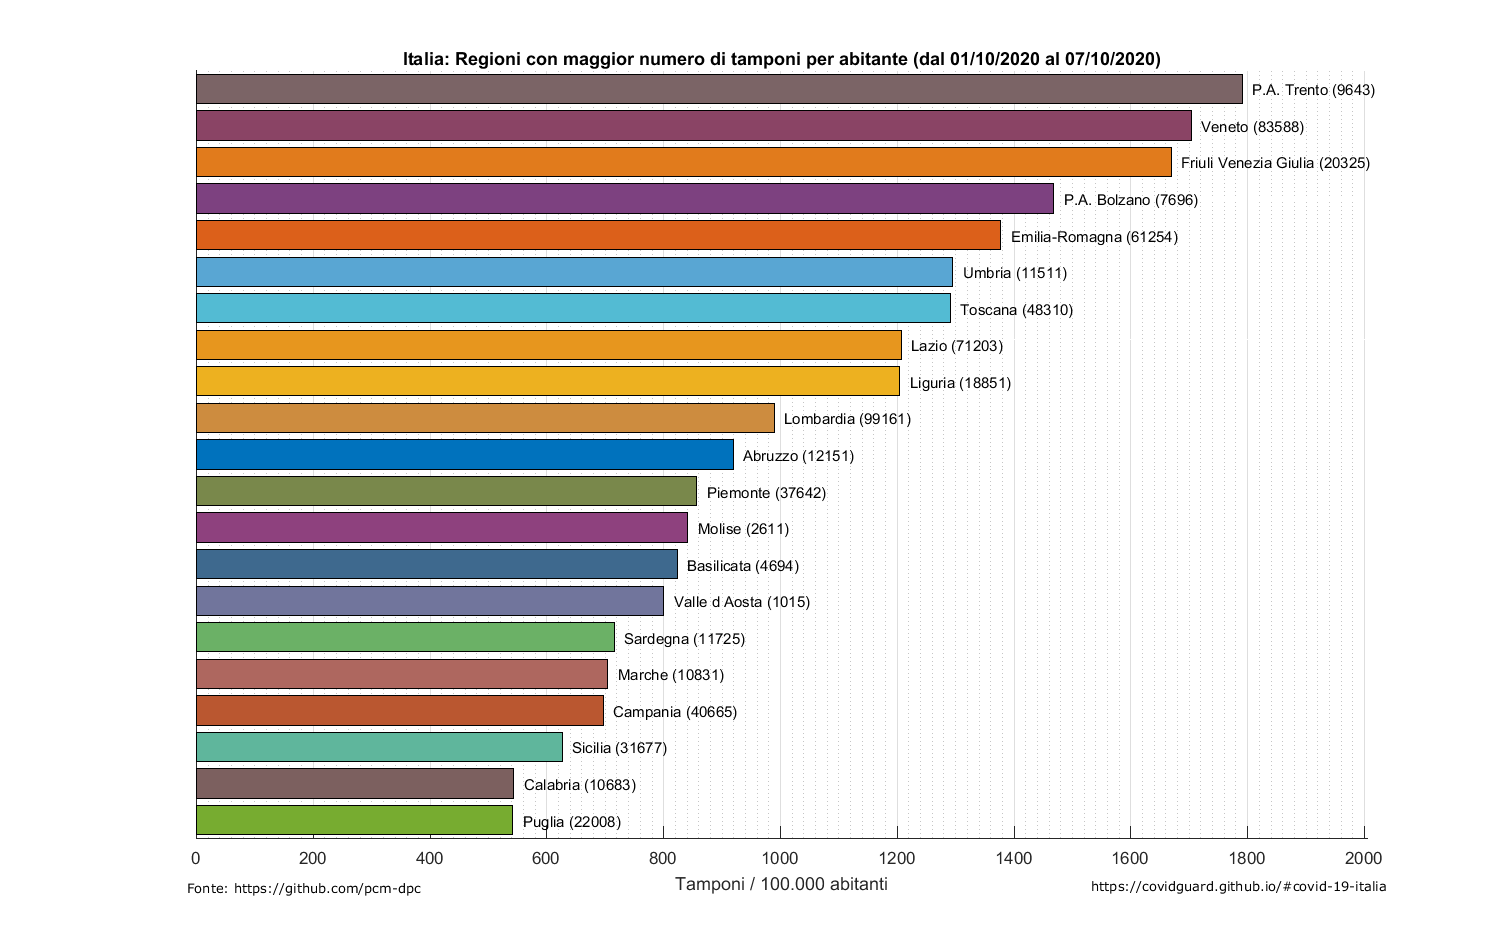 Italia: Regioni con maggior numero di tamponi per abitante (dal 01/10/2020 al 07/10/2020)
P.A. Trento (9643)
Veneto (83588)
Friuli Venezia Giulia (20325)
P.A. Bolzano (7696)
Emilia-Romagna (61254)
Umbria (11511)
Toscana (48310)
Lazio (71203)
Liguria (18851)
Lombardia (99161)
Abruzzo (12151)
Piemonte (37642)
Molise (2611)
Basilicata (4694)
Valle d Aosta (1015)
Sardegna (11725)
Marche (10831)
Campania (40665)
Sicilia (31677)
Calabria (10683)
Puglia (22008)
0 200 400 600 800 1000 1200 1400 1600 1800 2000
Tamponi / 100.000 abitanti
Fonte: https://github.com/pcm-dpc
https://covidguard.github.io/#covid-19-italia